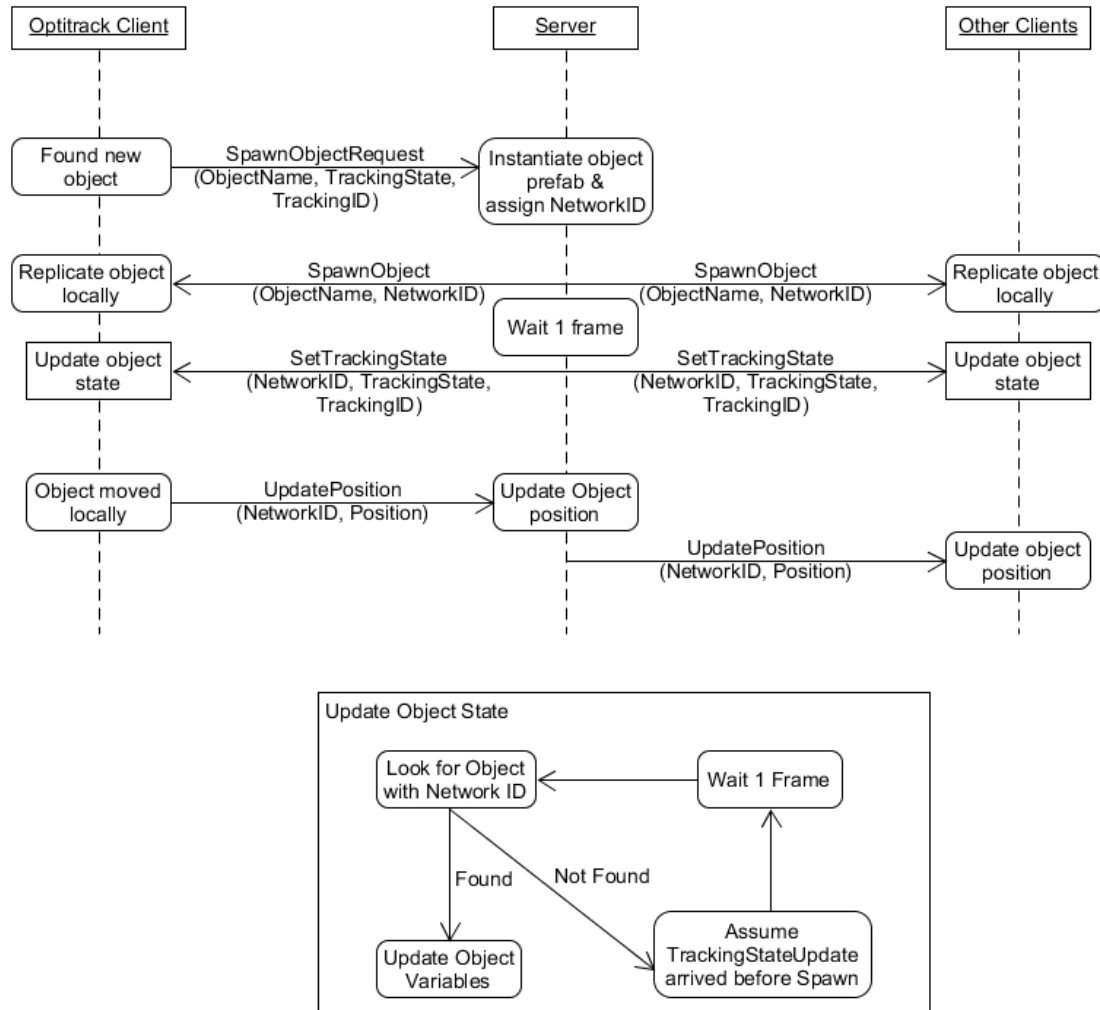 Optitrack Client
Server
Other Clients
Found new
object
SpawnObjectRequest
(ObjectName, TrackingState,
TrackingID)
Instantiate object
prefab &
assign NetworkID
Replicate object
locally
SpawnObject
(ObjectName, NetworkID)
SpawnObject
(ObjectName, NetworkID)
Replicate object
locally
Wait 1 frame
Update object
state
SetTrackingState
(NetworkID, TrackingState,
TrackingID)
SetTrackingState
(NetworkID, TrackingState,
TrackingID)
Update object
state
Object moved
locally
UpdatePosition
(NetworkID, Position)
Update Object
position
UpdatePosition
(NetworkID, Position)
Update object
position
Update Object State
Look for Object
with Network ID
Wait 1 Frame
Found
Not Found
Update Object
Variables
Assume
TrackingStateUpdate
arrived before Spawn